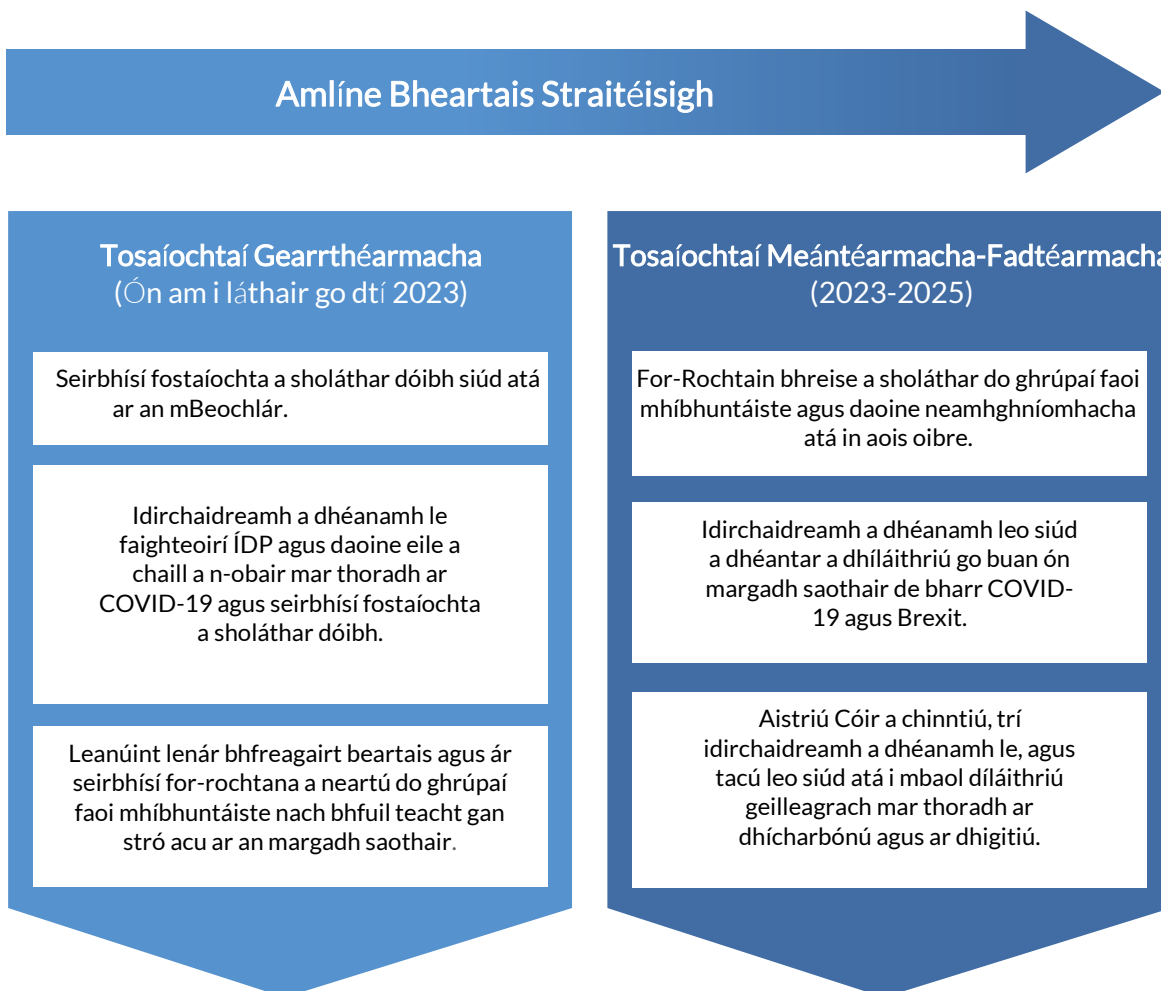 Amlíne Bheartais Straitéisigh
Tosaíochtaí Gearrthéarmacha
(Ón am i láthair go dtí 2023)
Seirbhísí fostaíochta a sholáthar dóibh siúd atá
ar an mBeochlár.
Idirchaidreamh a dhéanamh le
faighteoirí ÍDP agus daoine eile a
chaill a n-obair mar thoradh ar
COVID-19 agus seirbhísí fostaíochta
a sholáthar dóibh.
Leanúint lenár bhfreagairt beartais agus ár
seirbhísí for-rochtana a neartú do ghrúpaí
faoi mhíbhuntáiste nach bhfuil teacht gan
stró acu ar an margadh saothair.
Tosaíochtaí Meántéarmacha-Fadtéarmacha
(2023-2025)
For-Rochtain bhreise a sholáthar do ghrúpaí faoi
mhíbhuntáiste agus daoine neamhghníomhacha
atá in aois oibre.
Idirchaidreamh a dhéanamh leo siúd
a dhéantar a dhíláithriú go buan ón
margadh saothair de bharr COVID-
19 agus Brexit.
Aistriú Cóir a chinntiú, trí
idirchaidreamh a dhéanamh le, agus
tacú leo siúd atá i mbaol díláithriú
geilleagrach mar thoradh ar
dhícharbónú agus ar dhigitiú.